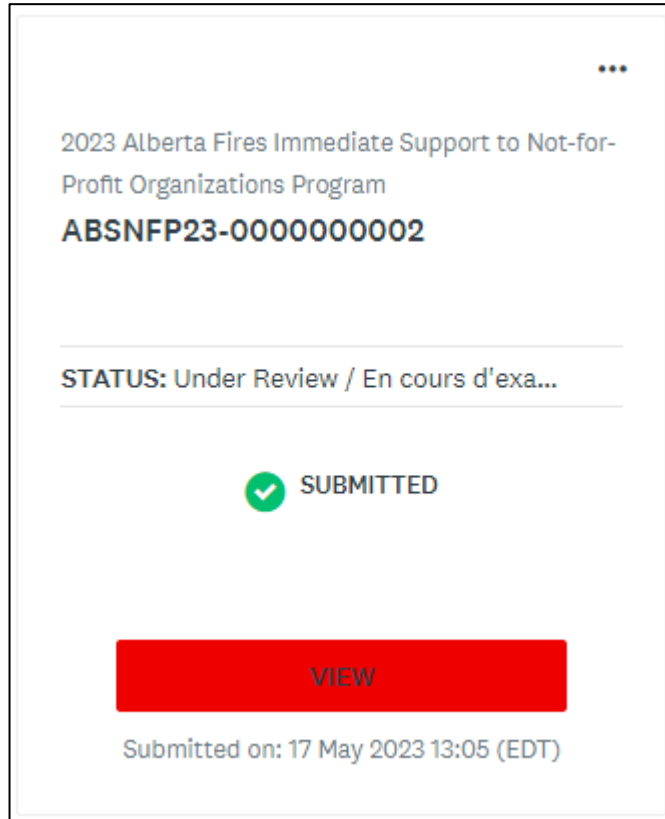 ...
2023 Alberta Fires Immediate Support to Not-for-
Profit Organizations Program
ABSNFP23-0000000002
STATUS: Under Review / En cours d'exa...
SUBMITTED
VIEW
Submitted on: 17 May 2023 13:05 (EDT)